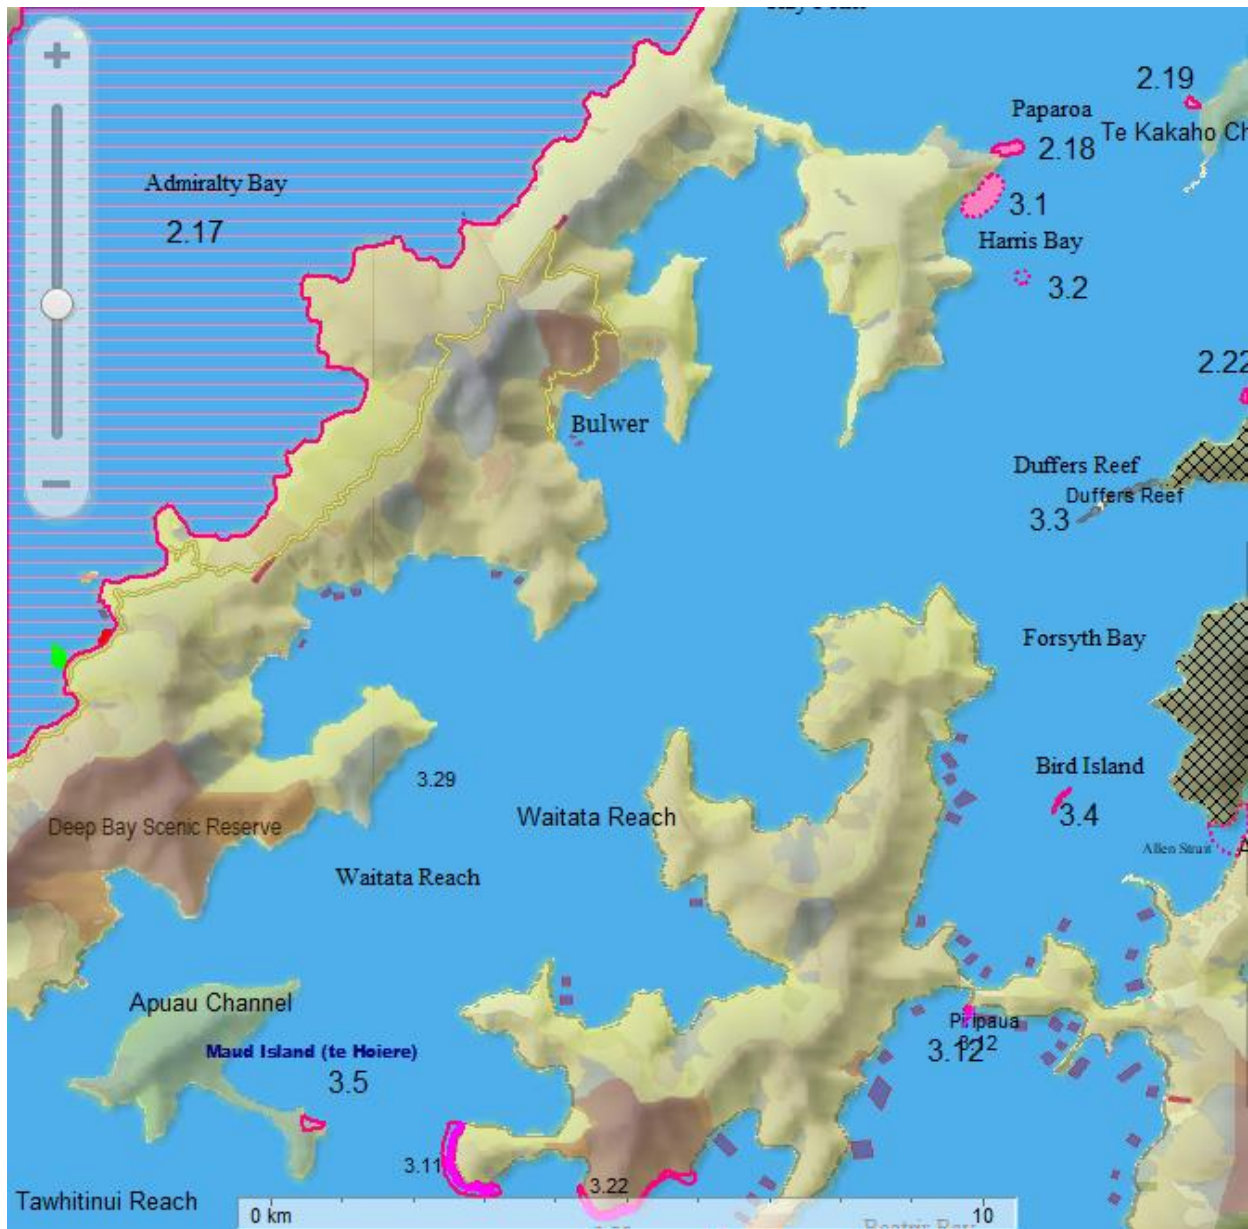 2.19
Paparoa
2.18
Te Kakaho Ch
Admiralty Bay
2.17
3.1
Harris Bay
3.2
2.22
Bulwer
Duffers Reef
Duffers Reef
3.3
Forsyth Bay
Bird Island
3.4
3.29
Waitata Reach
Deep Bay Scenic Reserve
Allen Strait
Waitata Reach
Apuau Channel
Piripaua
3.12
3.12
Maud Island (te Hoiere)
3.5
3.11
3.22
Tawhitinui Reach
0 km
10